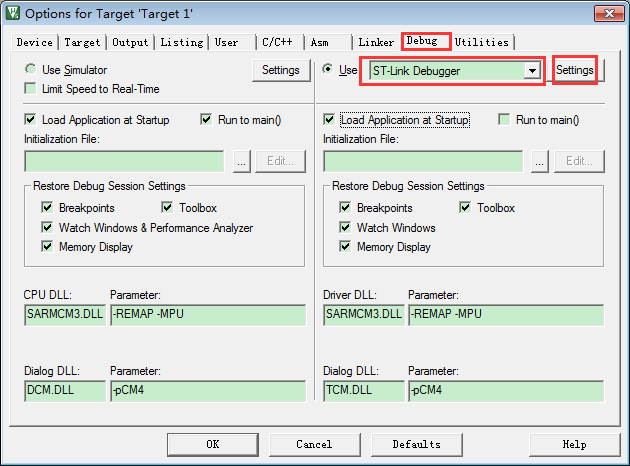 Options for Target 'Target 1'
Device Target Output Listing User C/C++ Asm Linker Debug Utilities
Use Simulator Settings
Limit Speed to Real-Time
Load Application at Startup Run to main()
Initialization File:
... Edit...
Restore Debug Session Settings
Breakpoints Toolbox
Watch Windows & Performance Analyzer
Memory Display
CPU DLL: Parameter:
SARMCM3.DLL -REMAP -MPU
Dialog DLL: Parameter:
DCM.DLL -pCM4
Use ST-Link Debugger Settings
Load Application at Startup Run to main()
Initialization File:
... Edit...
Restore Debug Session Settings
Breakpoints Toolbox
Watch Windows
Memory Display
Driver DLL: Parameter:
SARMCM3.DLL -REMAP -MPU
Dialog DLL: Parameter:
TCM.DLL -pCM4
OK Cancel Defaults Help